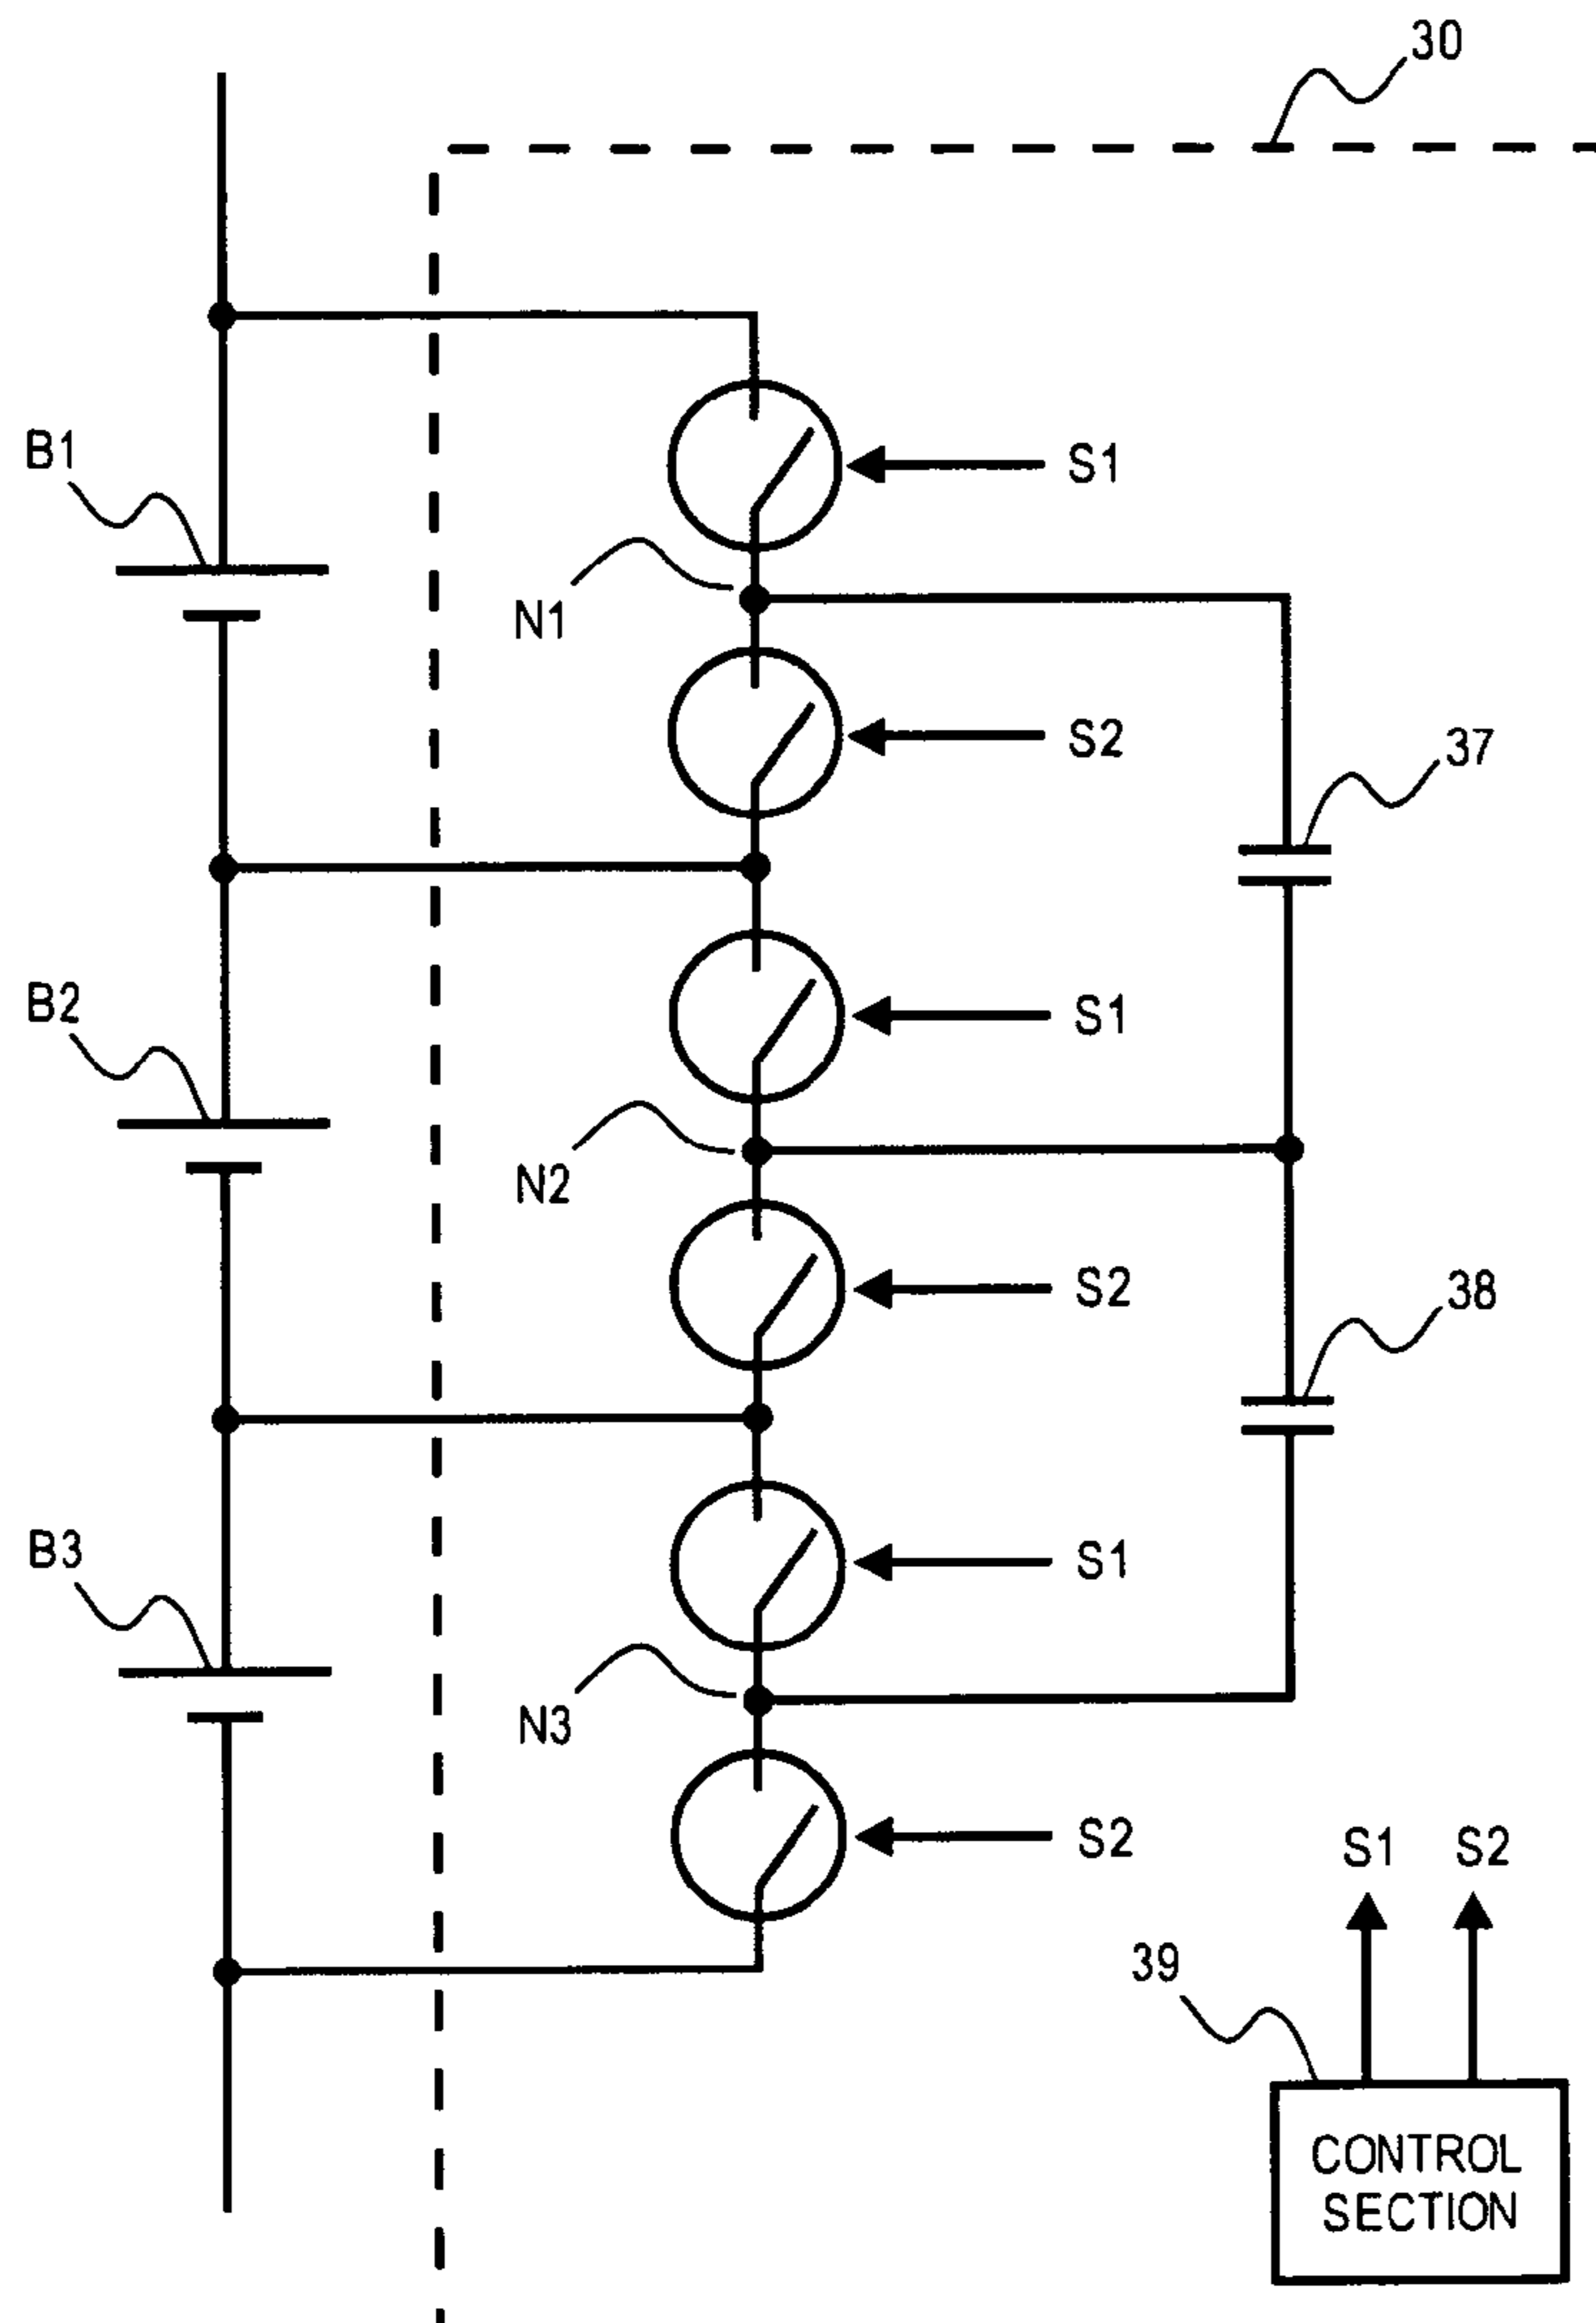 30
B1
S1
N1
S2
37
B2
S1
N2
S2
38
B3
S1
N3
S2
S1 S2
39
CONTROL
SECTION